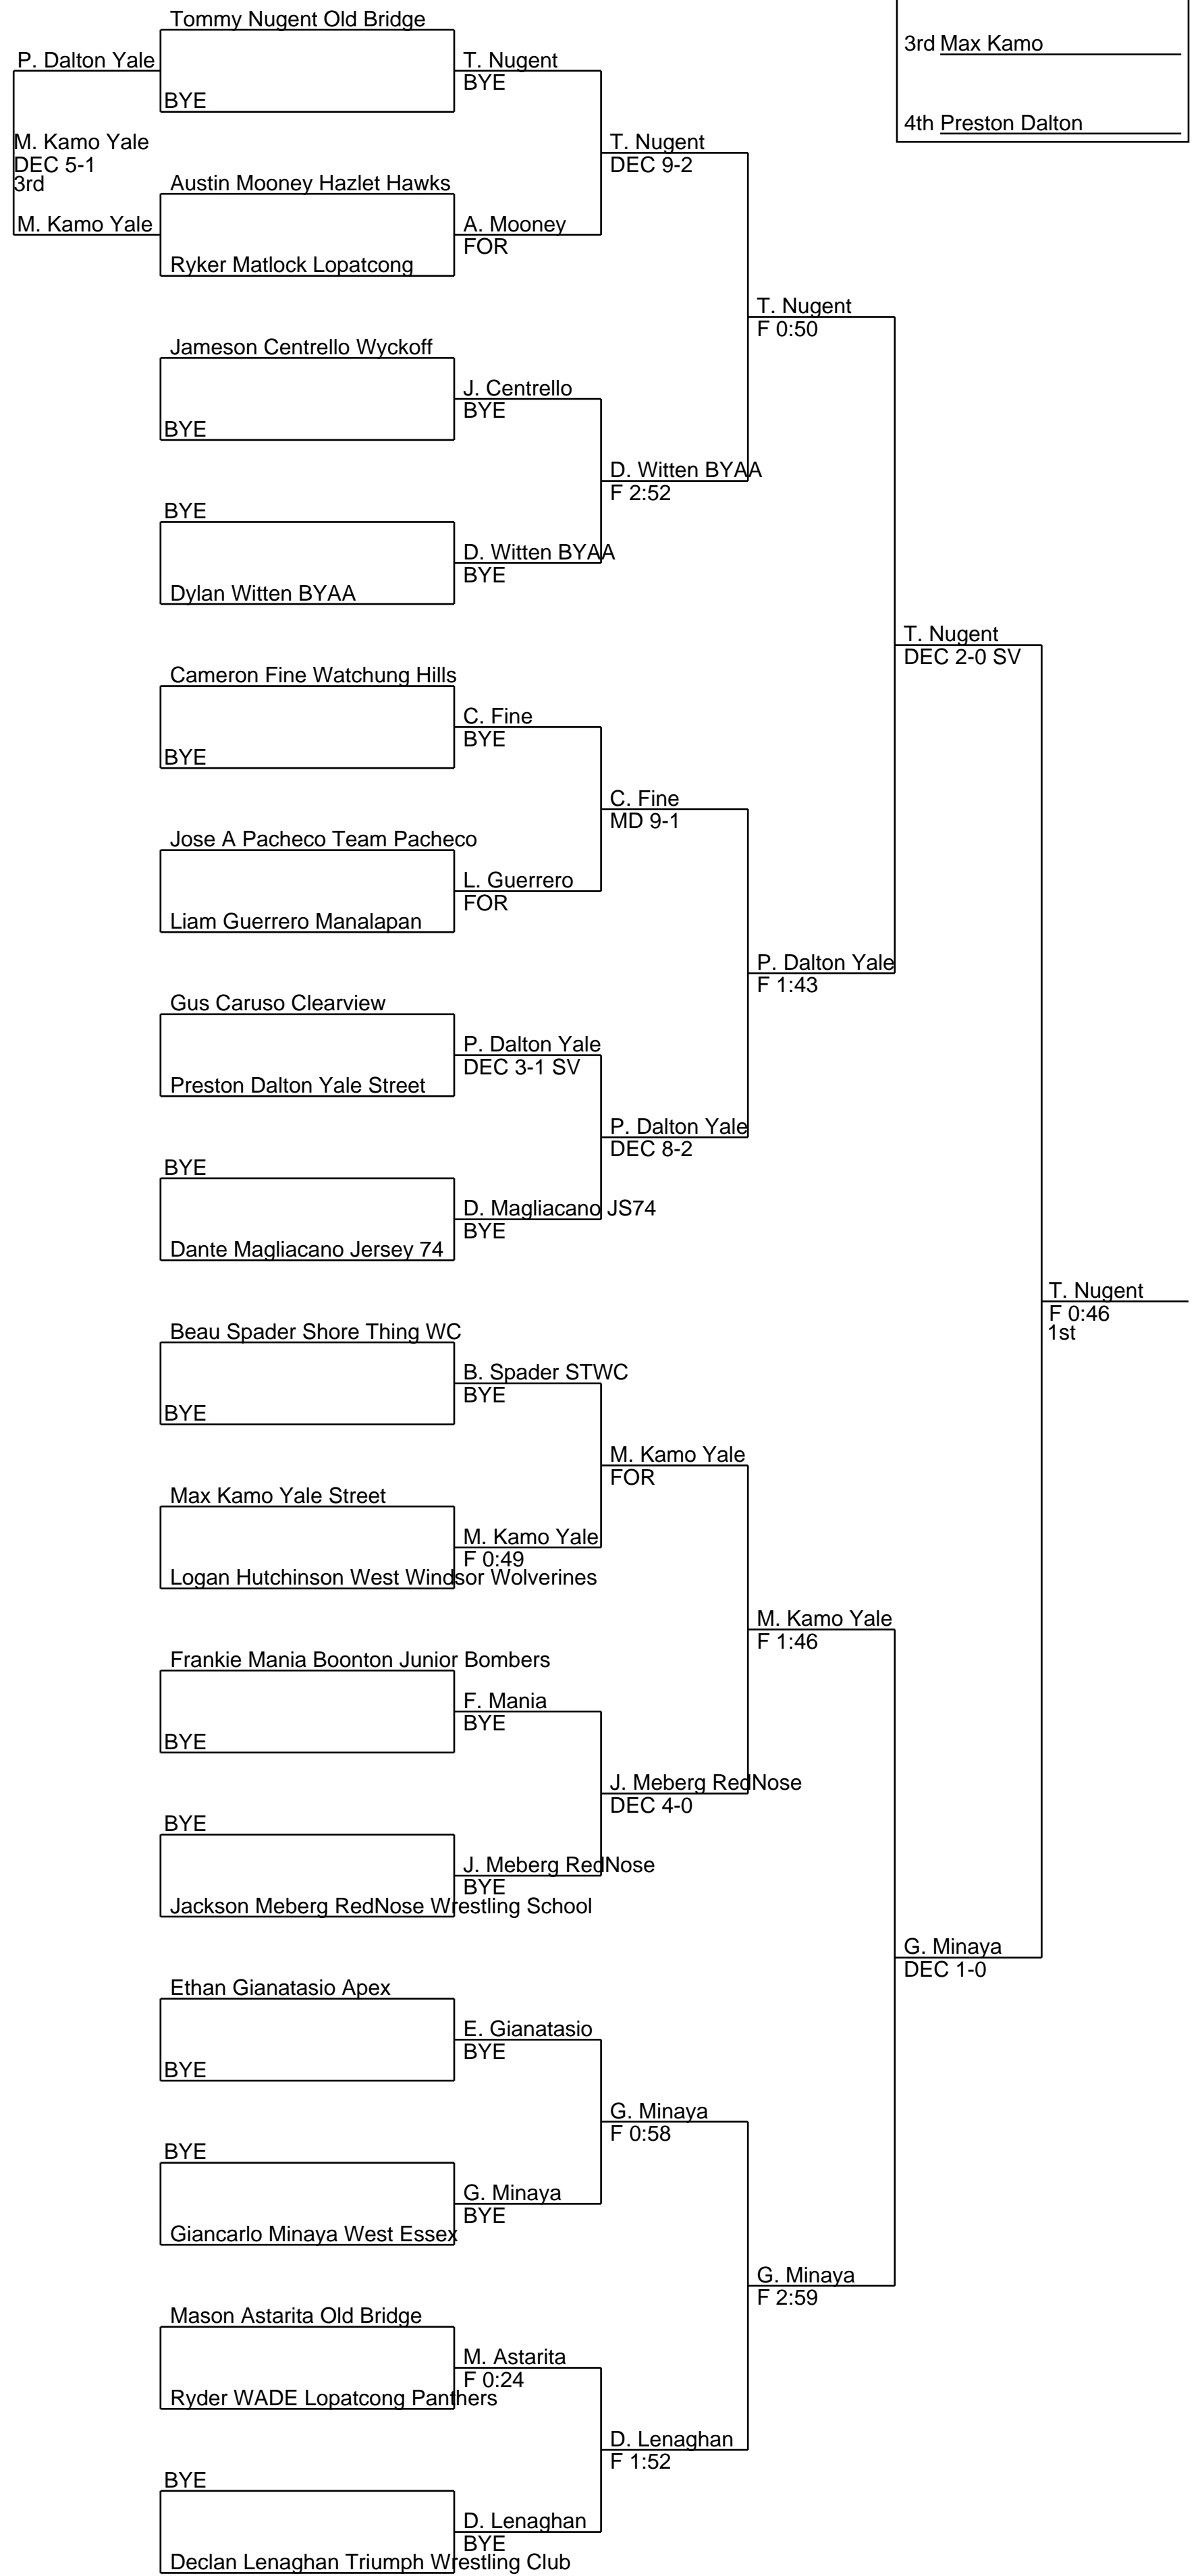 Tommy Nugent Old Bridge
3rd Max Kamo
P. Dalton Yale
T. Nugent
BYE
BYE
4th Preston Dalton
M. Kamo Yale
DEC 5-1
3rd
T. Nugent
DEC 9-2
Austin Mooney Hazlet Hawks
M. Kamo Yale
A. Mooney
FOR
Ryker Matlock Lopatcong
T. Nugent
F 0:50
Jameson Centrello Wyckoff
J. Centrello
BYE
BYE
D. Witten BYAA
F 2:52
BYE
D. Witten BYAA
BYE
Dylan Witten BYAA
T. Nugent
DEC 2-0 SV
Cameron Fine Watchung Hills
C. Fine
BYE
BYE
C. Fine
MD 9-1
Jose A Pacheco Team Pacheco
L. Guerrero
FOR
Liam Guerrero Manalapan
P. Dalton Yale
F 1:43
Gus Caruso Clearview
P. Dalton Yale
DEC 3-1 SV
Preston Dalton Yale Street
P. Dalton Yale
DEC 8-2
BYE
D. Magliacano JS74
BYE
Dante Magliacano Jersey 74
T. Nugent
F 0:46
1st
Beau Spader Shore Thing WC
B. Spader STWC
BYE
BYE
M. Kamo Yale
FOR
Max Kamo Yale Street
M. Kamo Yale
F 0:49
Logan Hutchinson West Windsor Wolverines
M. Kamo Yale
F 1:46
Frankie Mania Boonton Junior Bombers
F. Mania
BYE
BYE
J. Meberg RedNose
DEC 4-0
BYE
J. Meberg RedNose
BYE
Jackson Meberg RedNose Wrestling School
G. Minaya
DEC 1-0
Ethan Gianatasio Apex
E. Gianatasio
BYE
BYE
G. Minaya
F 0:58
BYE
G. Minaya
BYE
Giancarlo Minaya West Essex
G. Minaya
F 2:59
Mason Astarita Old Bridge
M. Astarita
F 0:24
Ryder WADE Lopatcong Panthers
D. Lenaghan
F 1:52
BYE
D. Lenaghan
BYE
Declan Lenaghan Triumph Wrestling Club